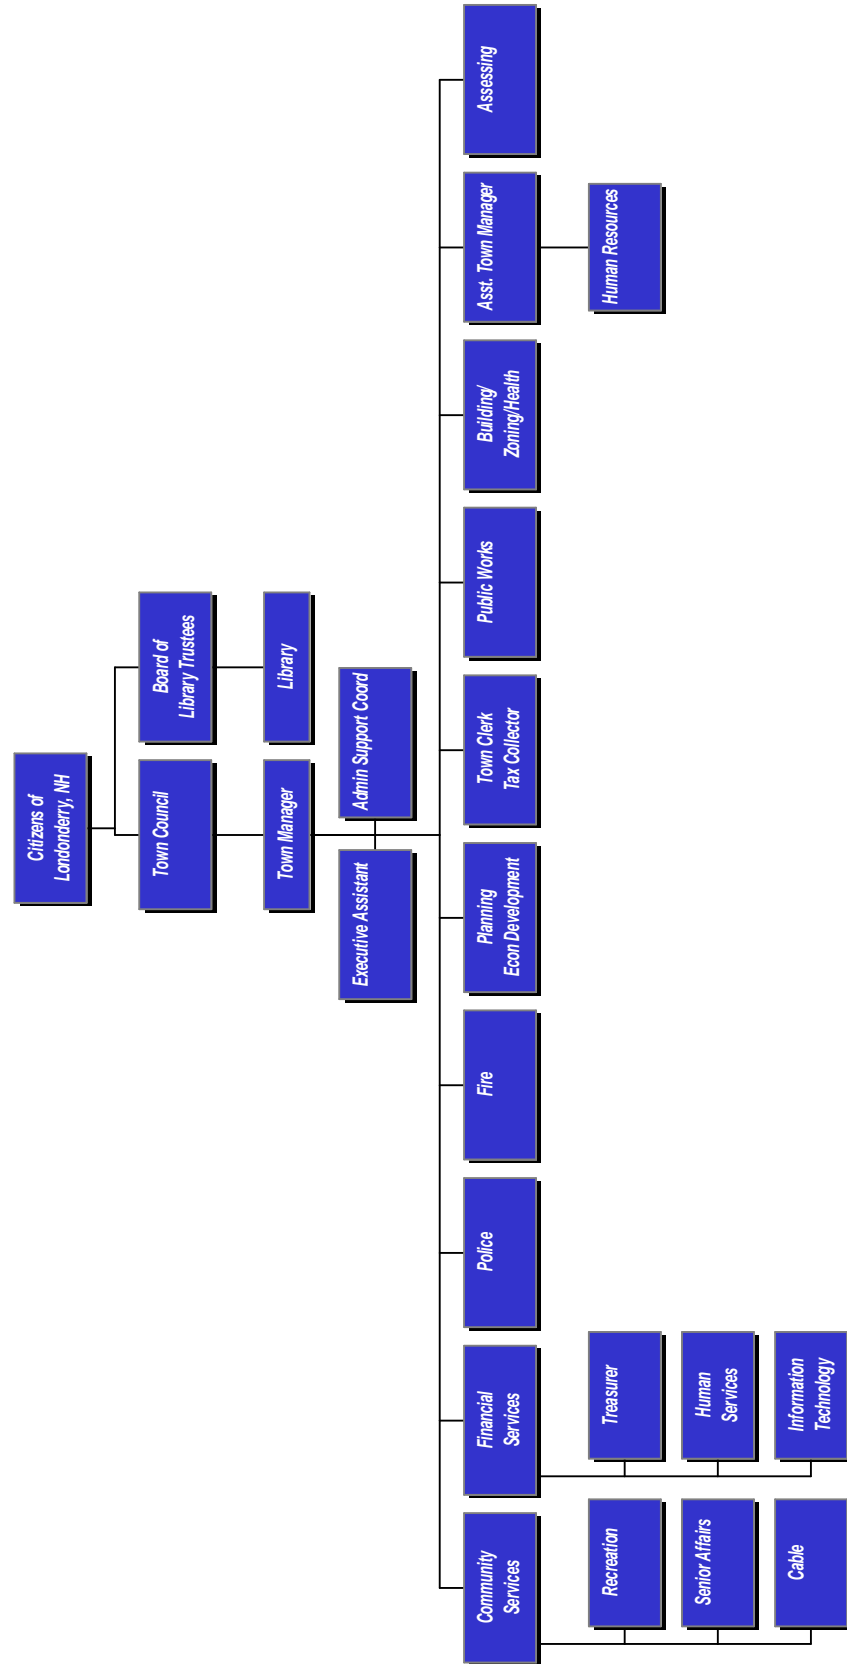 Citizens of
Londonderry, NH
Town Council
Board of
Library Trustees
Town Manager
Library
Executive Assistant
Admin Support Coord
Community
Services
Financial
Services
Police
Fire
Planning
Econ Development
Town Clerk
Tax Collector
Public Works
Building/
Zoning/Health
Asst. Town Manager
Assessing
Recreation
Treasurer
Human Resources
Senior Affairs
Human
Services
Cable
Information
Technology